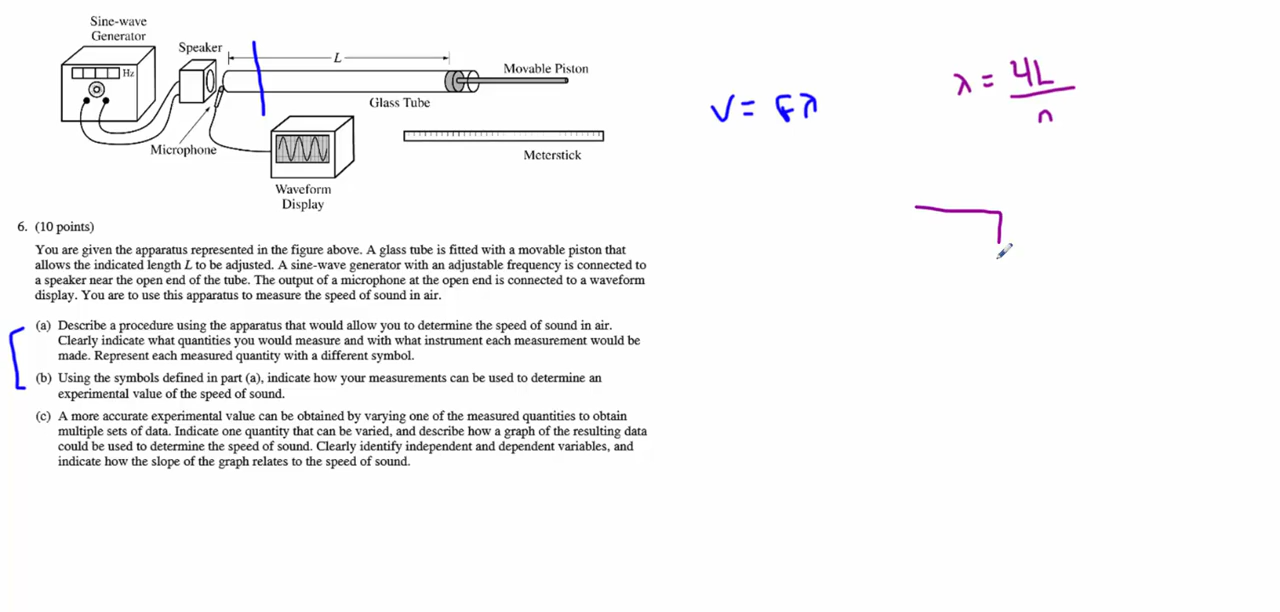 Sine-wave
Generator
Speaker
L
Hz
Movable Piston
Glass Tube
Microphone
Meterstick
Waveform
Display
V = Fλ
λ = 4L
n
6. (10 points)
You are given the apparatus represented in the figure above. A glass tube is fitted with a movable piston that
allows the indicated length L to be adjusted. A sine-wave generator with an adjustable frequency is connected to
a speaker near the open end of the tube. The output of a microphone at the open end is connected to a waveform
display. You are to use this apparatus to measure the speed of sound in air.
(a) Describe a procedure using the apparatus that would allow you to determine the speed of sound in air.
Clearly indicate what quantities you would measure and with what instrument each measurement would be
made. Represent each measured quantity with a different symbol.
(b) Using the symbols defined in part (a), indicate how your measurements can be used to determine an
experimental value of the speed of sound.
(c) A more accurate experimental value can be obtained by varying one of the measured quantities to obtain
multiple sets of data. Indicate one quantity that can be varied, and describe how a graph of the resulting data
could be used to determine the speed of sound. Clearly identify independent and dependent variables, and
indicate how the slope of the graph relates to the speed of sound.